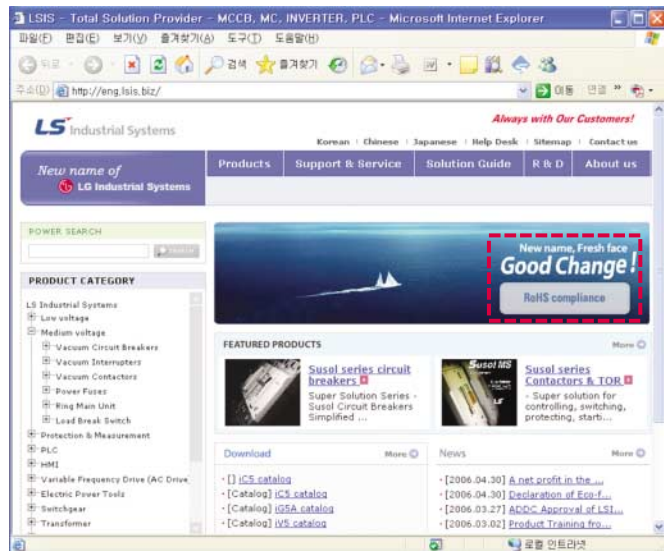 LSIS - Total Solution Provider - MCCB, MC, INVERTER, PLC - Microsoft Internet Explorer
파일(F) 편집(E) 보기(V) 즐겨찾기(A) 도구(T) 도움말(H)
뒤로 검색 즐겨찾기
주소(D) http://eng.lsis.biz/ 이동 연결 »
Always with Our Customers!
LS Industrial Systems
Korean Chinese Japanese Help Desk Sitemap Contact us
New name of
LG Industrial Systems
Products Support & Service Solution Guide R & D About us
POWER SEARCH
New name, Fresh face
Good Change!
RoHS compliance
PRODUCT CATEGORY
LS Industrial Systems
Low voltage
Medium voltage
Vacuum Circuit Breakers
Vacuum Interrupters
Vacuum Contactors
Power Fuses
Ring Main Unit
Load Break Switch
Protection & Measurement
PLC
HMI
Variable Frequency Drive (AC Drive
Electric Power Tools
Switchgear
Transformer
FEATURED PRODUCTS More
Susol series circuit
breakers
Super Solution Series -
Susol Circuit Breakers
Simplified ...
Susol MS
Susol series
Contactors & TOR
- Super solution for
controlling, switching,
protecting, starti...
Download More
· [] iC5 catalog
· [Catalog] iC5 catalog
· [Catalog] iG5A catalog
· [Catalog] iV5 catalog
News More
· [2006.04.30] A net profit in the ...
· [2006.04.30] Declaration of Eco-f...
· [2006.03.27] ADDC Approval of LSI...
· [2006.03.02] Product Training fro...
로컬 인트라넷